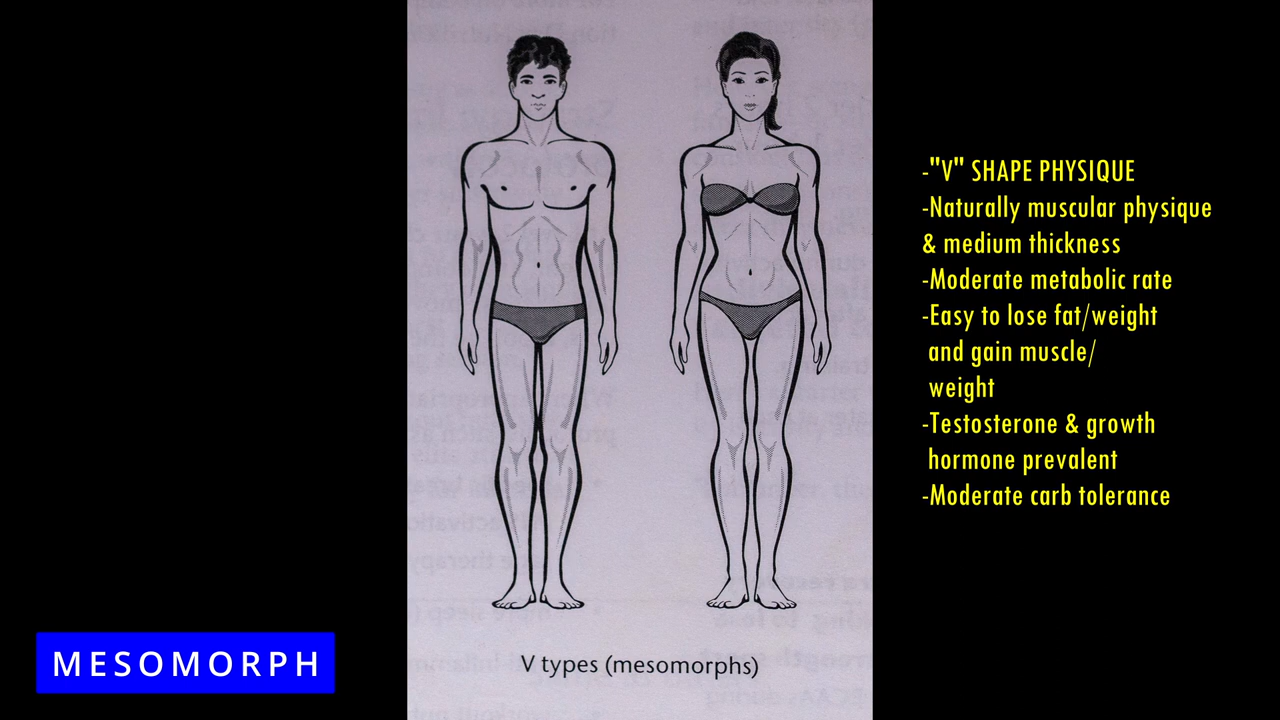 -"V" SHAPE PHYSIQUE
-Naturally muscular physique
& medium thickness
-Moderate metabolic rate
-Easy to lose fat/weight
and gain muscle/
weight
-Testosterone & growth
hormone prevalent
-Moderate carb tolerance
MESOMORPH
V types (mesomorphs)